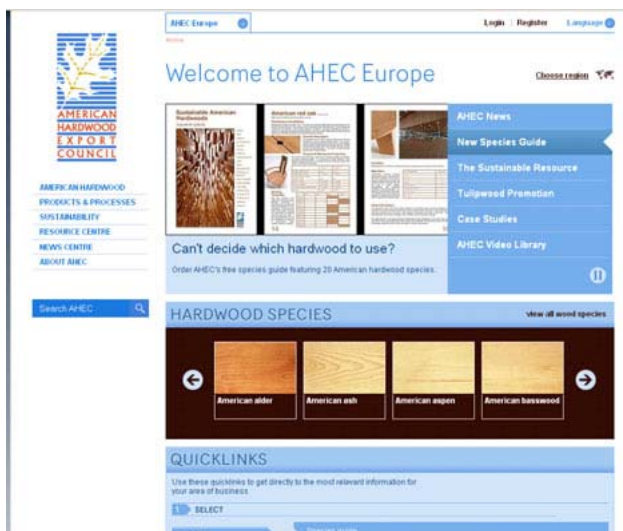 AHEC Europe
Login
Register
Language
Welcome to AHEC Europe
Choose region
AMERICAN
HARDWOOD
EXPORT
COUNCIL
AMERICAN HARDWOOD
PRODUCTS & PROCESSES
SUSTAINABILITY
RESOURCE CENTRE
NEWS CENTRE
ABOUT AHEC
Search AHEC
Sustainable American
Hardwoods
American red oak
AHEC News
New Species Guide
The Sustainable Resource
Tulipwood Promotion
Case Studies
AHEC Video Library
Can't decide which hardwood to use?
Order AHEC's free species guide featuring 20 American hardwood species.
HARDWOOD SPECIES
view all wood species
American alder
American ash
American aspen
American basswood
QUICKLINKS
Use these quicklinks to get directly to the most relevant information for
your area of business
1 SELECT